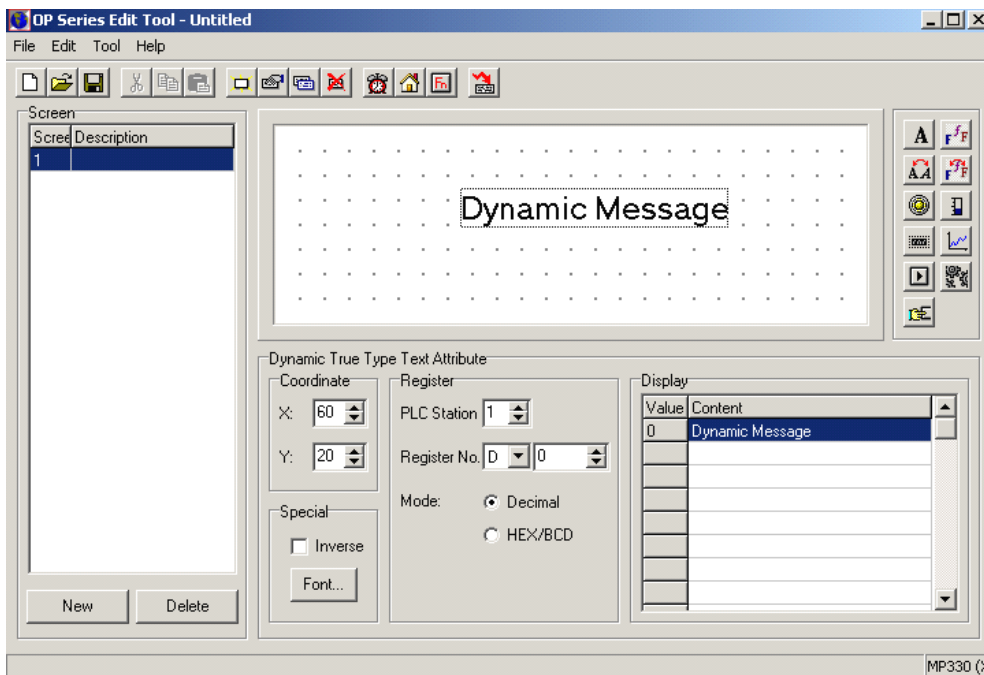 OP Series Edit Tool - Untitled
File Edit Tool Help
Screen
Scree Description
1
Dynamic Message
A
A A
Dynamic True Type Text Attribute
Coordinate
X: 60
Y: 20
Special
Inverse
Font...
Register
PLC Station 1
Register No. D 0
Mode: Decimal
HEX/BCD
Display
Value Content
0 Dynamic Message
New Delete
MP330 (